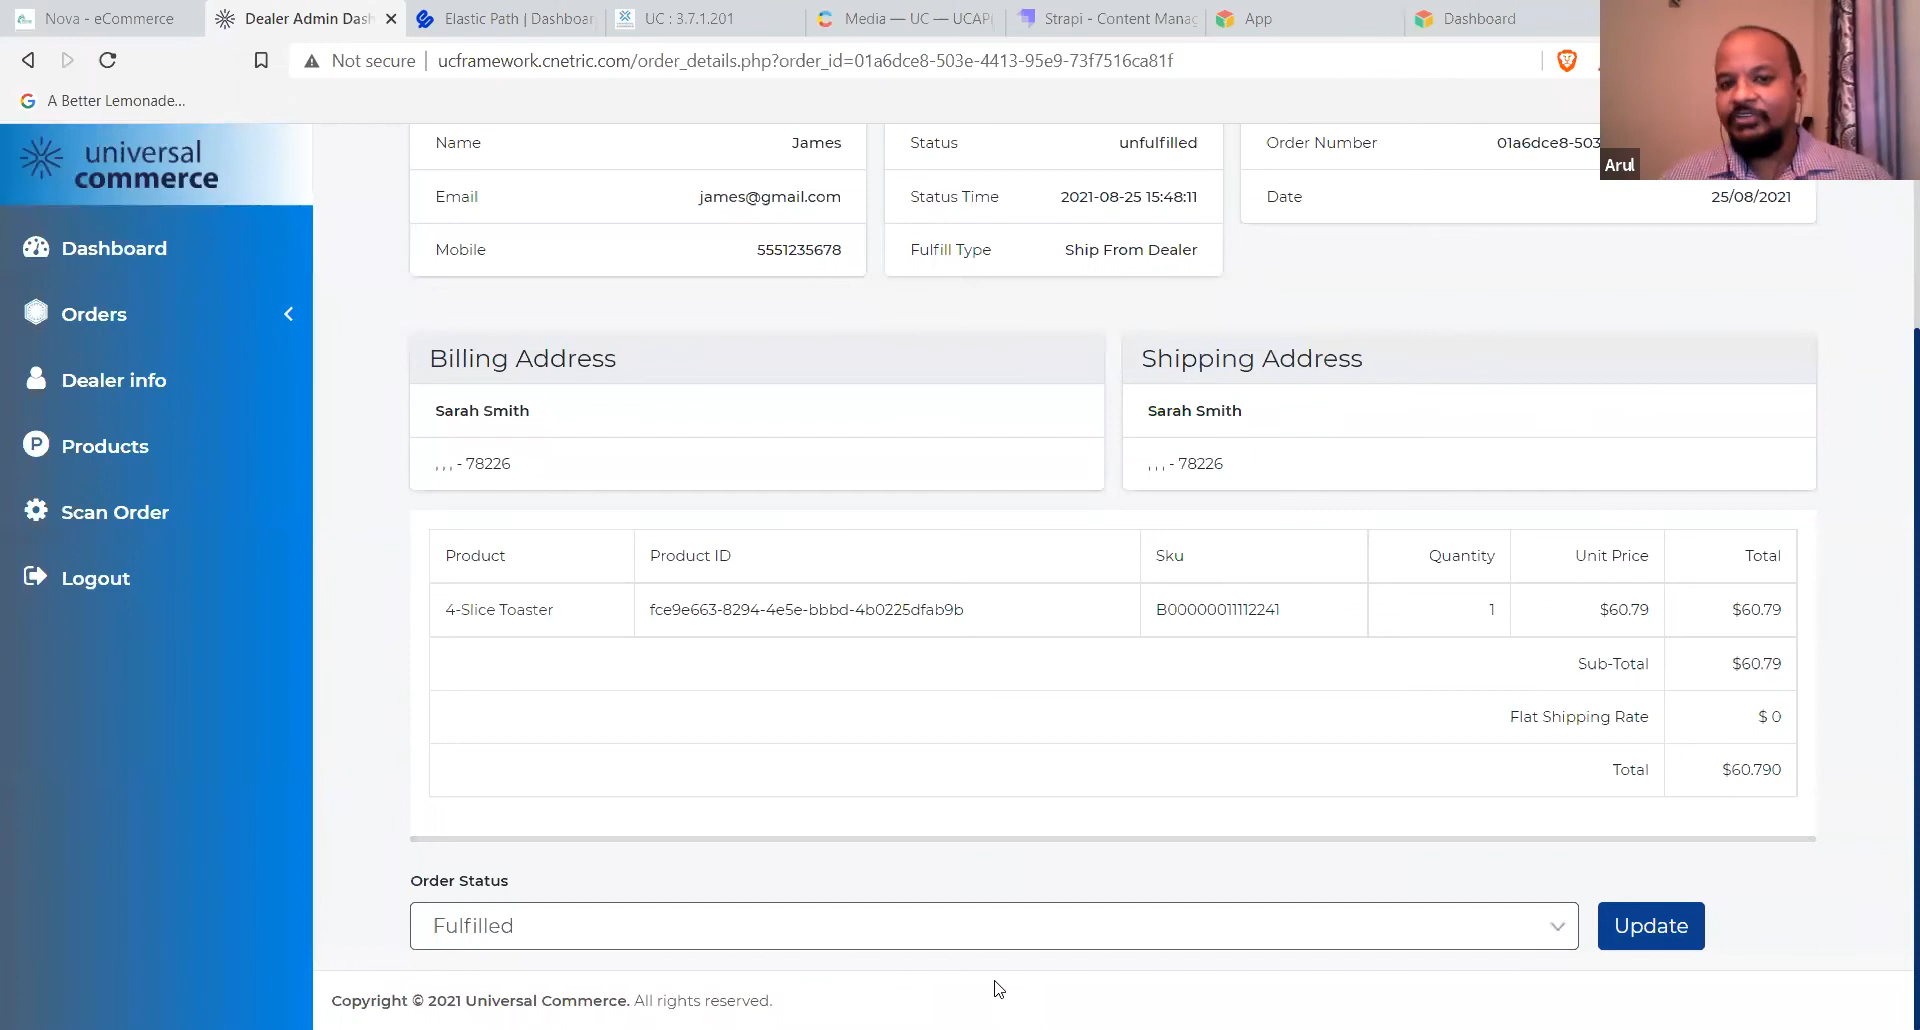 Nova - eCommerce
Dealer Admin Das
Elastic Path | Dashboar
UC : 3.7.1.201
Media — UC — UCAP
Strapi - Content Manag
App
Dashboard
Not secure
ucframework.cnetric.com/order_details.php?order_id=01a6dce8-503e-4413-95e9-73f7516ca81f
A Better Lemonade...
Arul
universal
commerce
Dashboard
Orders
Dealer info
P Products
Scan Order
Logout
Name James
Email james@gmail.com
Mobile 5551235678
Status unfulfilled
Status Time 2021-08-25 15:48:11
Fulfill Type Ship From Dealer
Order Number 01a6dce8-503
Date 25/08/2021
Billing Address
Sarah Smith
, , , - 78226
Shipping Address
Sarah Smith
, , , - 78226
Product Product ID Sku Quantity Unit Price Total
4-Slice Toaster fce9e663-8294-4e5e-bbbd-4b0225dfab9b B00000011112241 1 $60.79 $60.79
Sub-Total $60.79
Flat Shipping Rate $ 0
Total $60.790
Order Status
Fulfilled
Update
Copyright © 2021 Universal Commerce. All rights reserved.